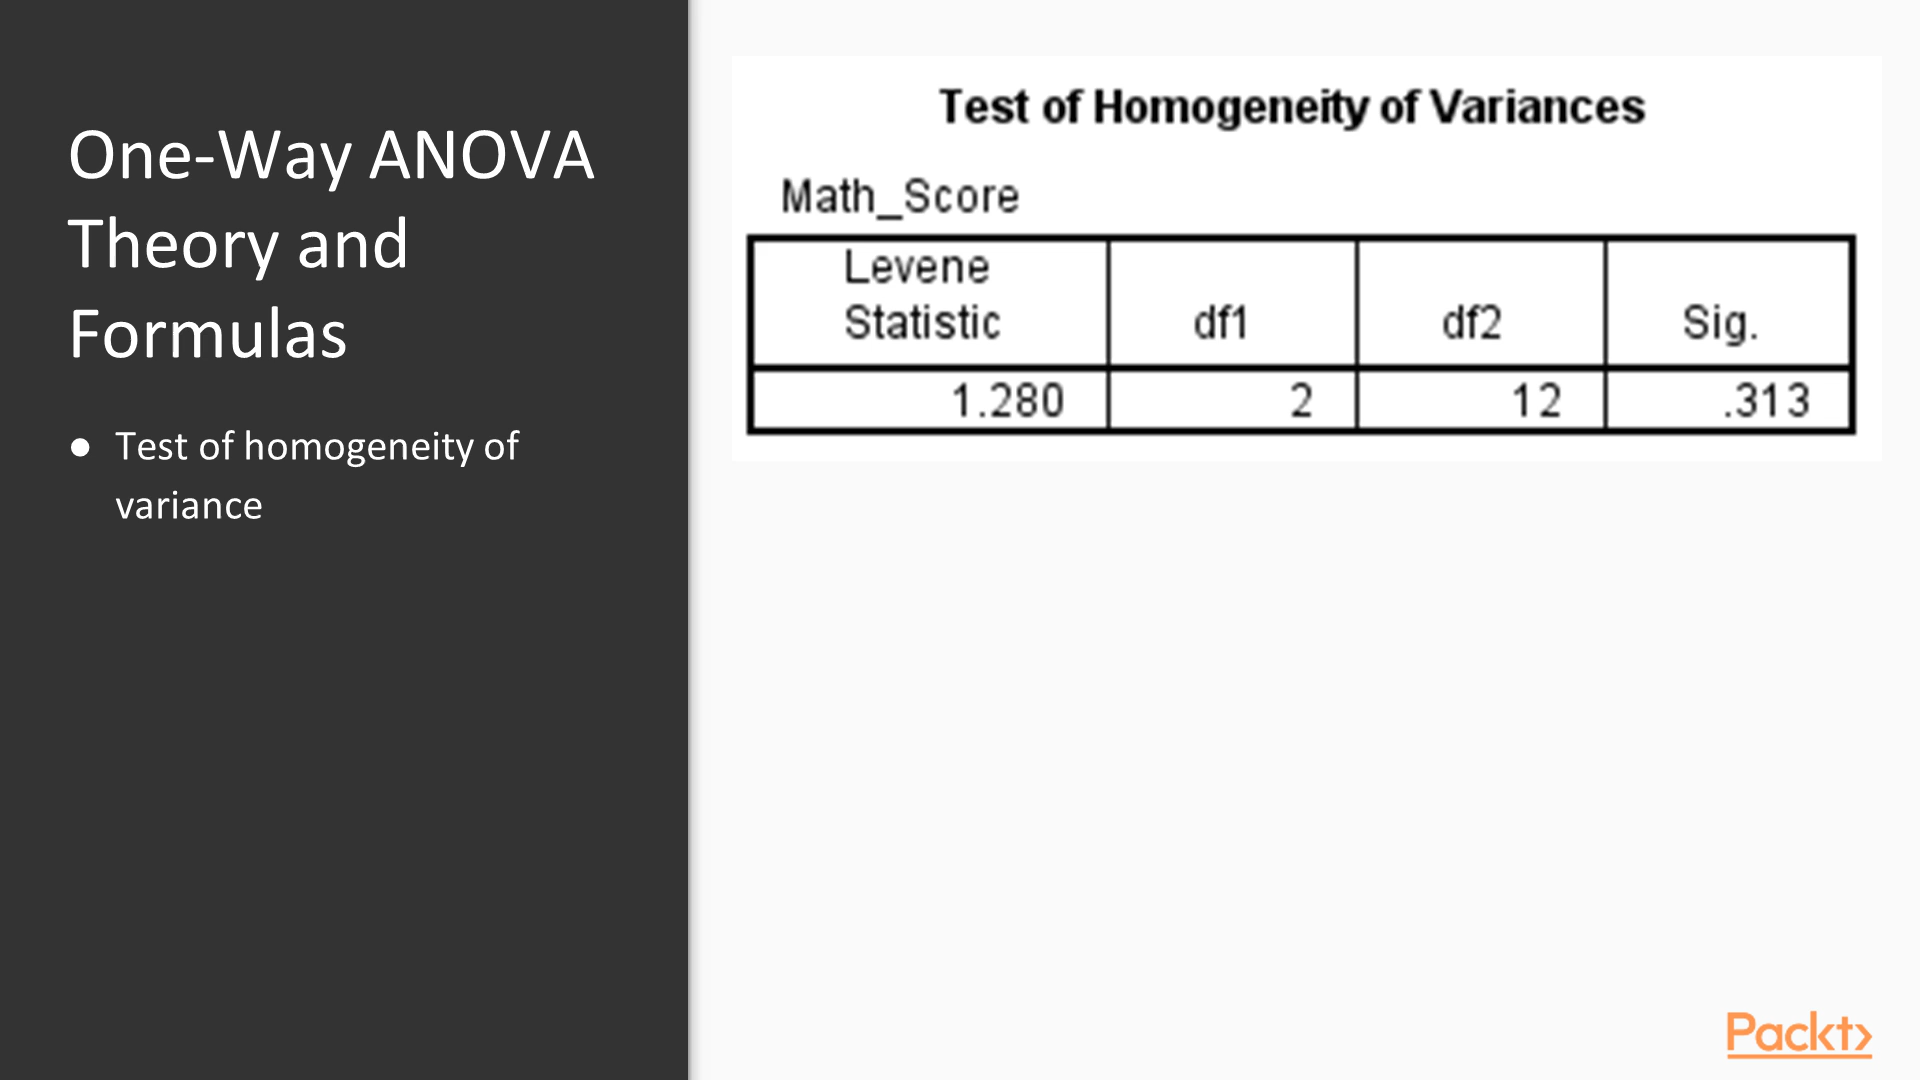 One-Way ANOVA
Theory and
Formulas
● Test of homogeneity of
variance
Test of Homogeneity of Variances
Math_Score
Levene
Statistic df1 df2 Sig.
1.280 2 12 .313
Packt>